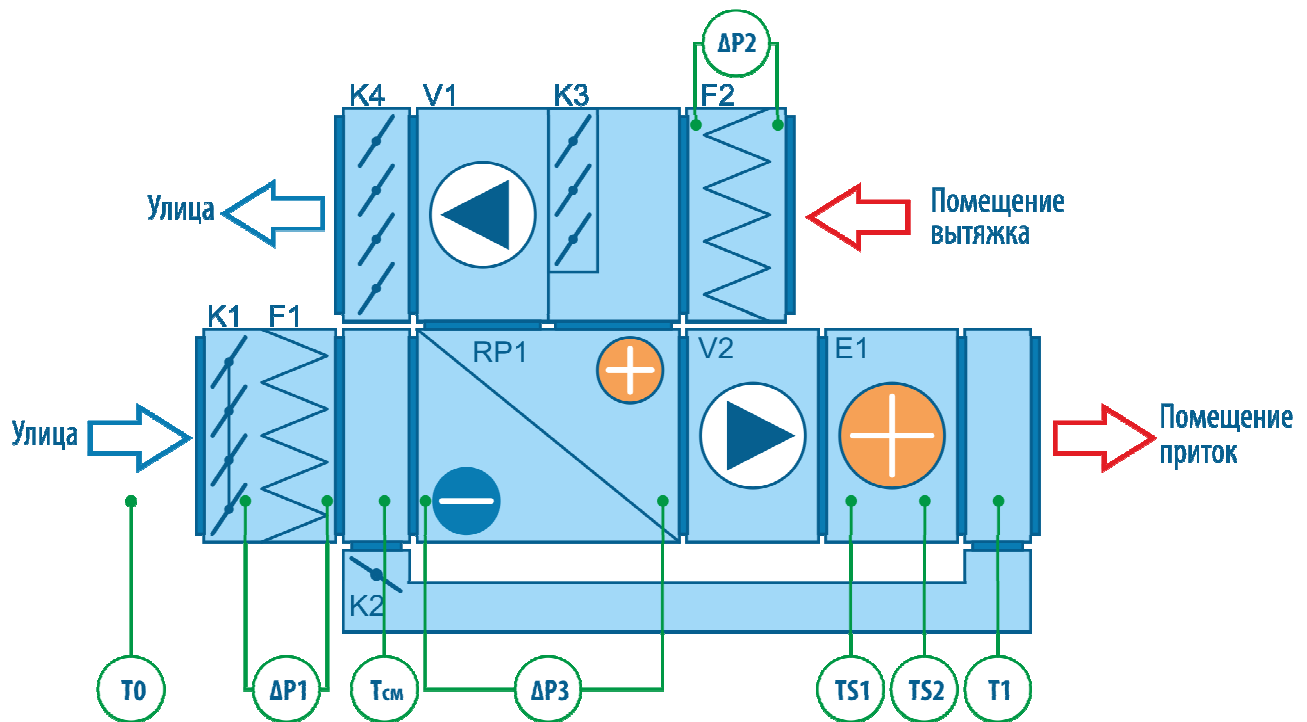 ΔP2
K4
V1
K3
F2
Улица
Помещение
вытяжка
K1
F1
RP1
V2
E1
Улица
Помещение
приток
K2
T0
ΔP1
Tсм
ΔP3
TS1
TS2
T1